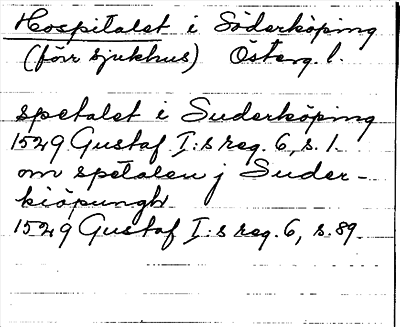 Hospitalet i Söderköping
(förr sjukhus) Österg. l.
spetalet i Suderköping
1529 Gustaf I:s reg. 6, s. 1.
om spetalen j Suder-
kiöpungh
1529 Gustaf I:s reg. 6, s. 89.